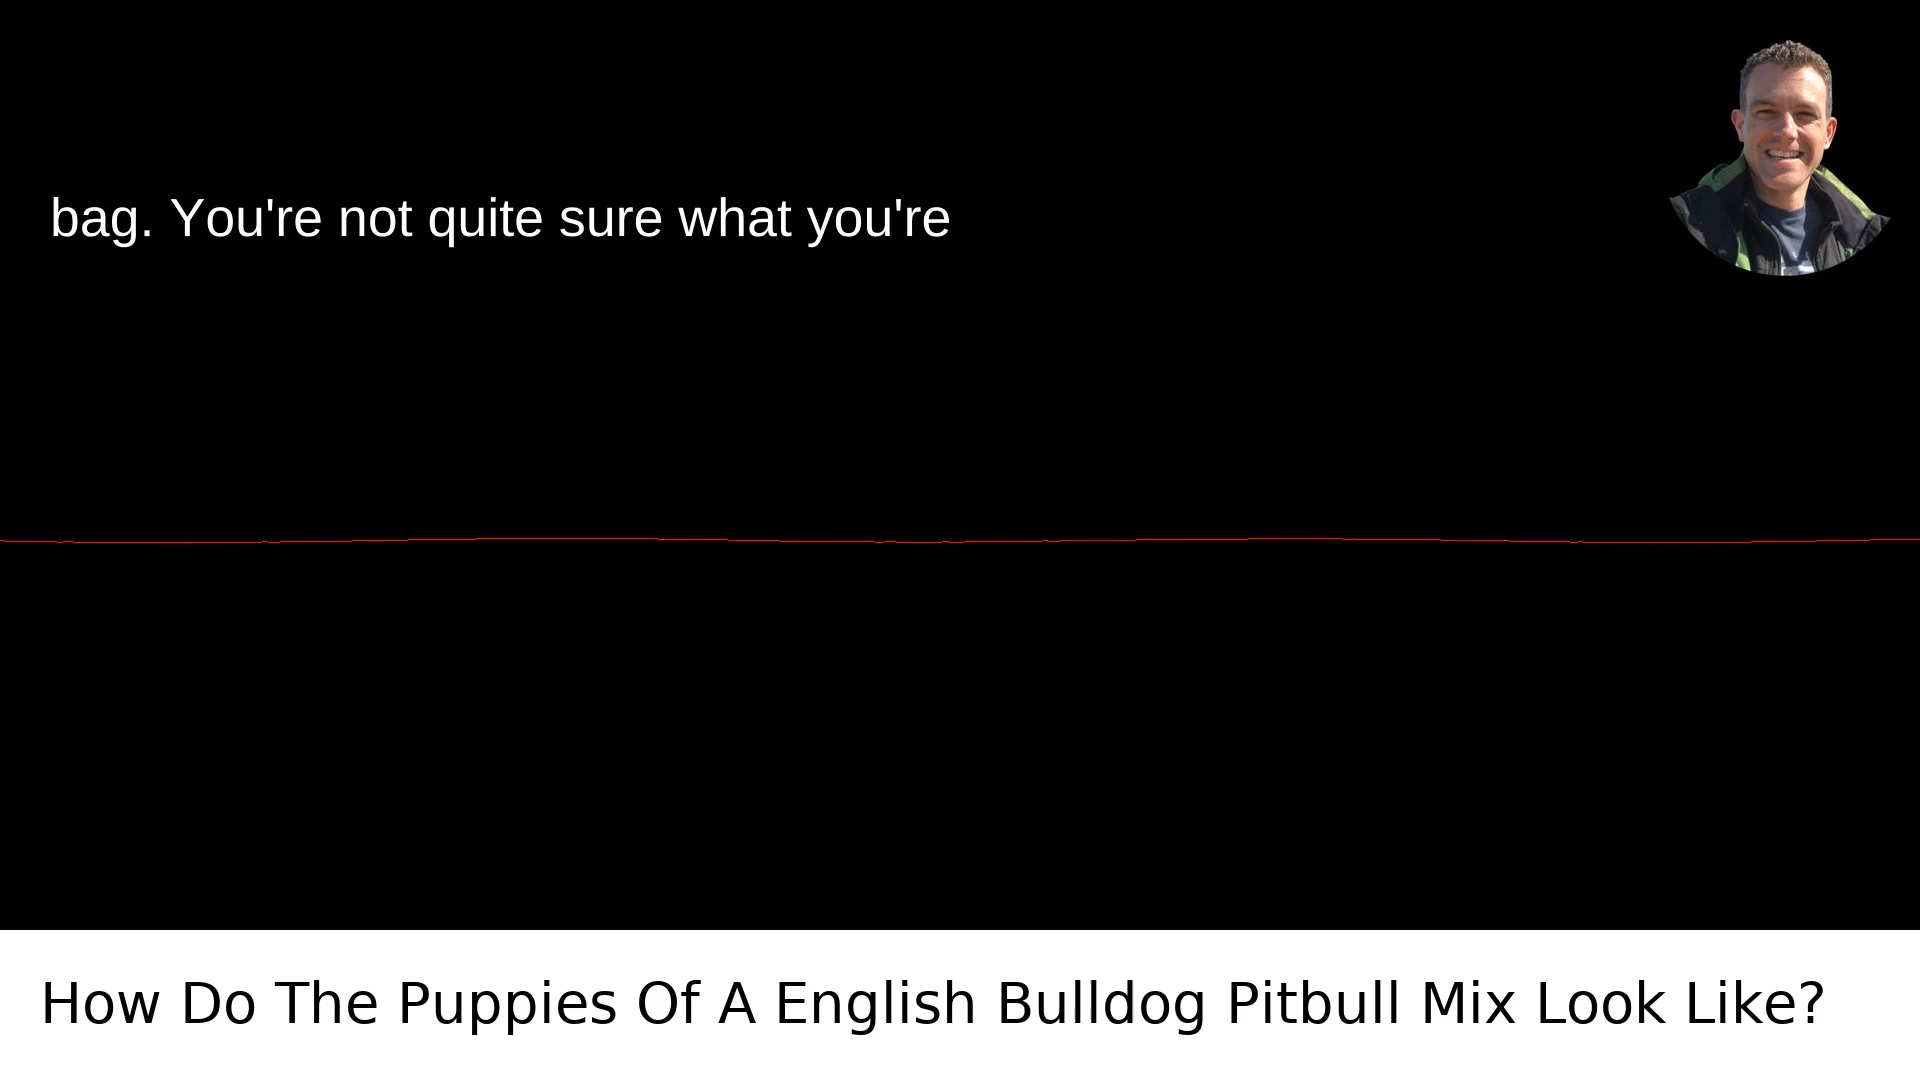 bag. You're not quite sure what you're
How Do The Puppies Of A English Bulldog Pitbull Mix Look Like?